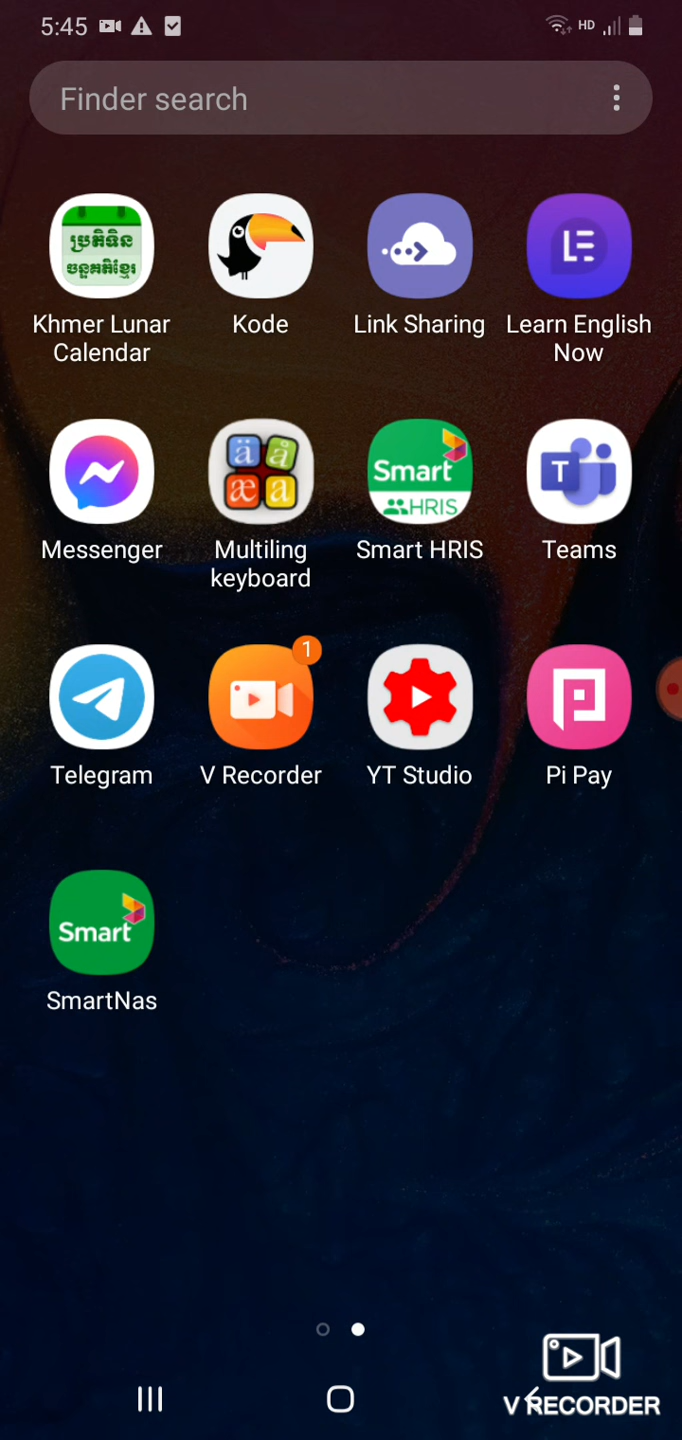 5:45
HD
Finder search
ប្រតិទិន
ចន្ទគតិខ្មែរ
Khmer Lunar
Calendar
Kode
Link Sharing
LE
Learn English
Now
Messenger
ä å
æ a
Multiling
keyboard
Smart
HRIS
Smart HRIS
T
Teams
Telegram
1
V Recorder
YT Studio
Pi Pay
Smart
SmartNas
V RECORDER